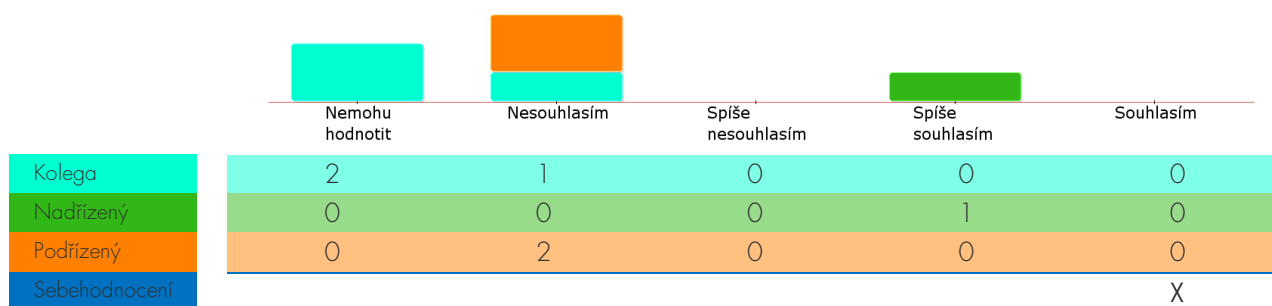 Nemohu hodnotit
Nesouhlasím
Spíše nesouhlasím
Spíše souhlasím
Souhlasím
Kolega 2 1 0 0 0
Nadřízený 0 0 0 1 0
Podřízený 0 2 0 0 0
Sebehodnocení X